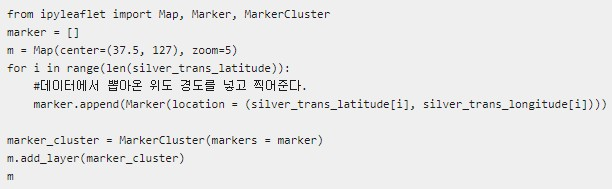 from ipyleaflet import Map, Marker, MarkerCluster
marker = []
m = Map(center=(37.5, 127), zoom=5)
for i in range(len(silver_trans_latitude)):
    #데이터에서 뽑아온 위도 경도를 넣고 찍어준다.
    marker.append(Marker(location = (silver_trans_latitude[i], silver_trans_longitude[i])))

marker_cluster = MarkerCluster(markers = marker)
m.add_layer(marker_cluster)
m